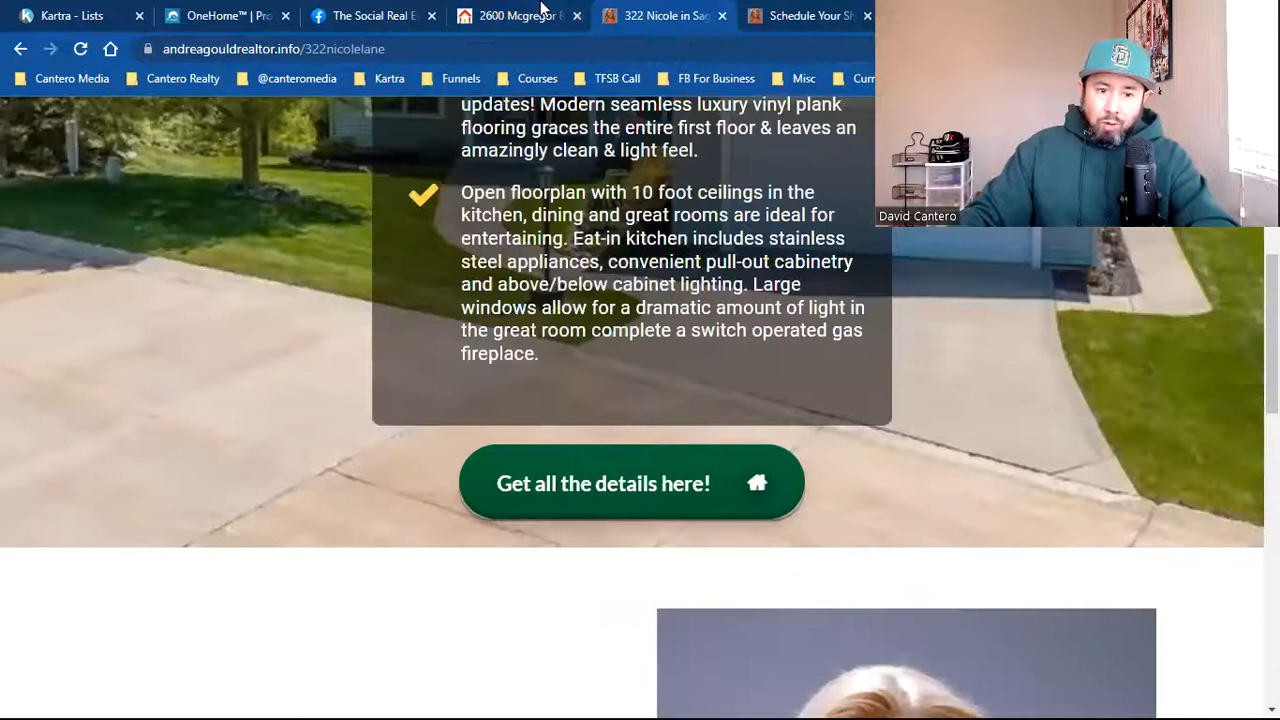 Kartra - Lists
OneHome™ | Pro
The Social Real E
2600 Mcgregor B
322 Nicole in Sag
Schedule Your Sh
andreagouldrealtor.info/322nicolelane
Cantero Media
Cantero Realty
@canteromedia
Kartra
Funnels
Courses
TFSB Call
FB For Business
Misc
Curr
updates! Modern seamless luxury vinyl plank
flooring graces the entire first floor & leaves an
amazingly clean & light feel.
Open floorplan with 10 foot ceilings in the
kitchen, dining and great rooms are ideal for
entertaining. Eat-in kitchen includes stainless
steel appliances, convenient pull-out cabinetry
and above/below cabinet lighting. Large
windows allow for a dramatic amount of light in
the great room complete a switch operated gas
fireplace.
Get all the details here!
David Cantero